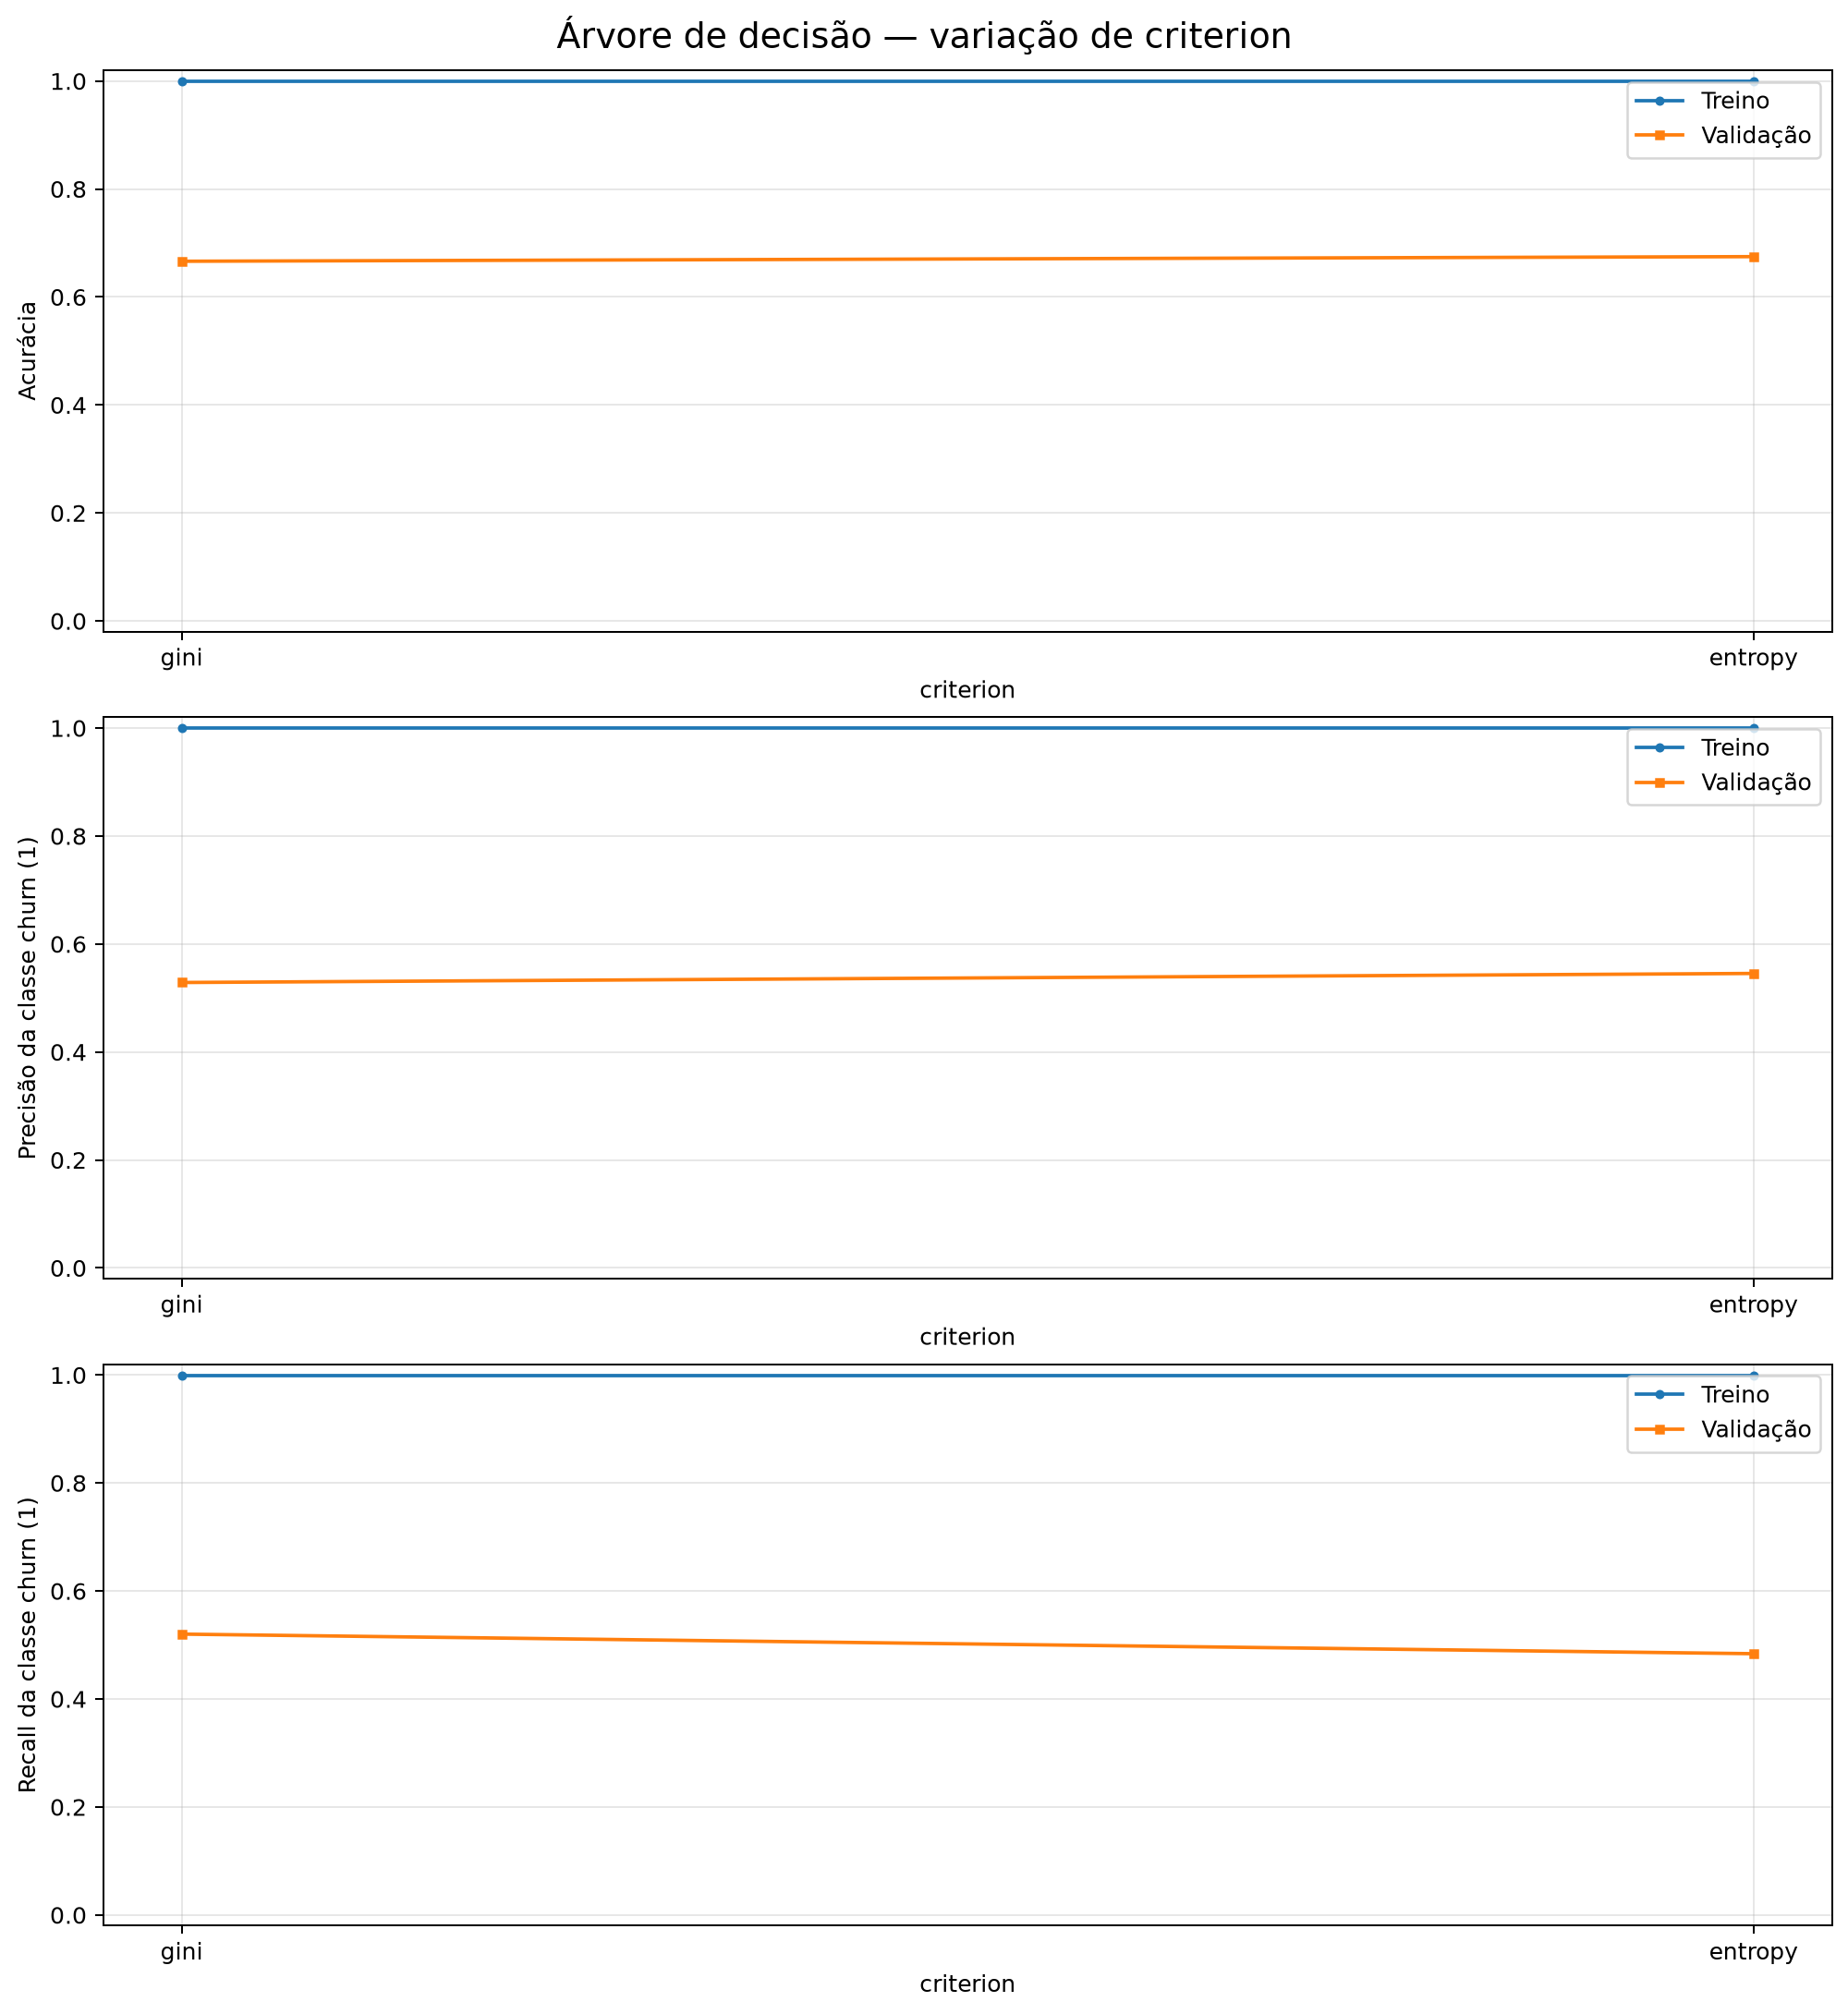 Árvore de decisão — variação de criterion
Acurácia
1.0
0.8
0.6
0.4
0.2
0.0
Treino
Validação
gini
entropy
criterion
Precisão da classe churn (1)
1.0
0.8
0.6
0.4
0.2
0.0
Treino
Validação
gini
entropy
criterion
Recall da classe churn (1)
1.0
0.8
0.6
0.4
0.2
0.0
Treino
Validação
gini
entropy
criterion